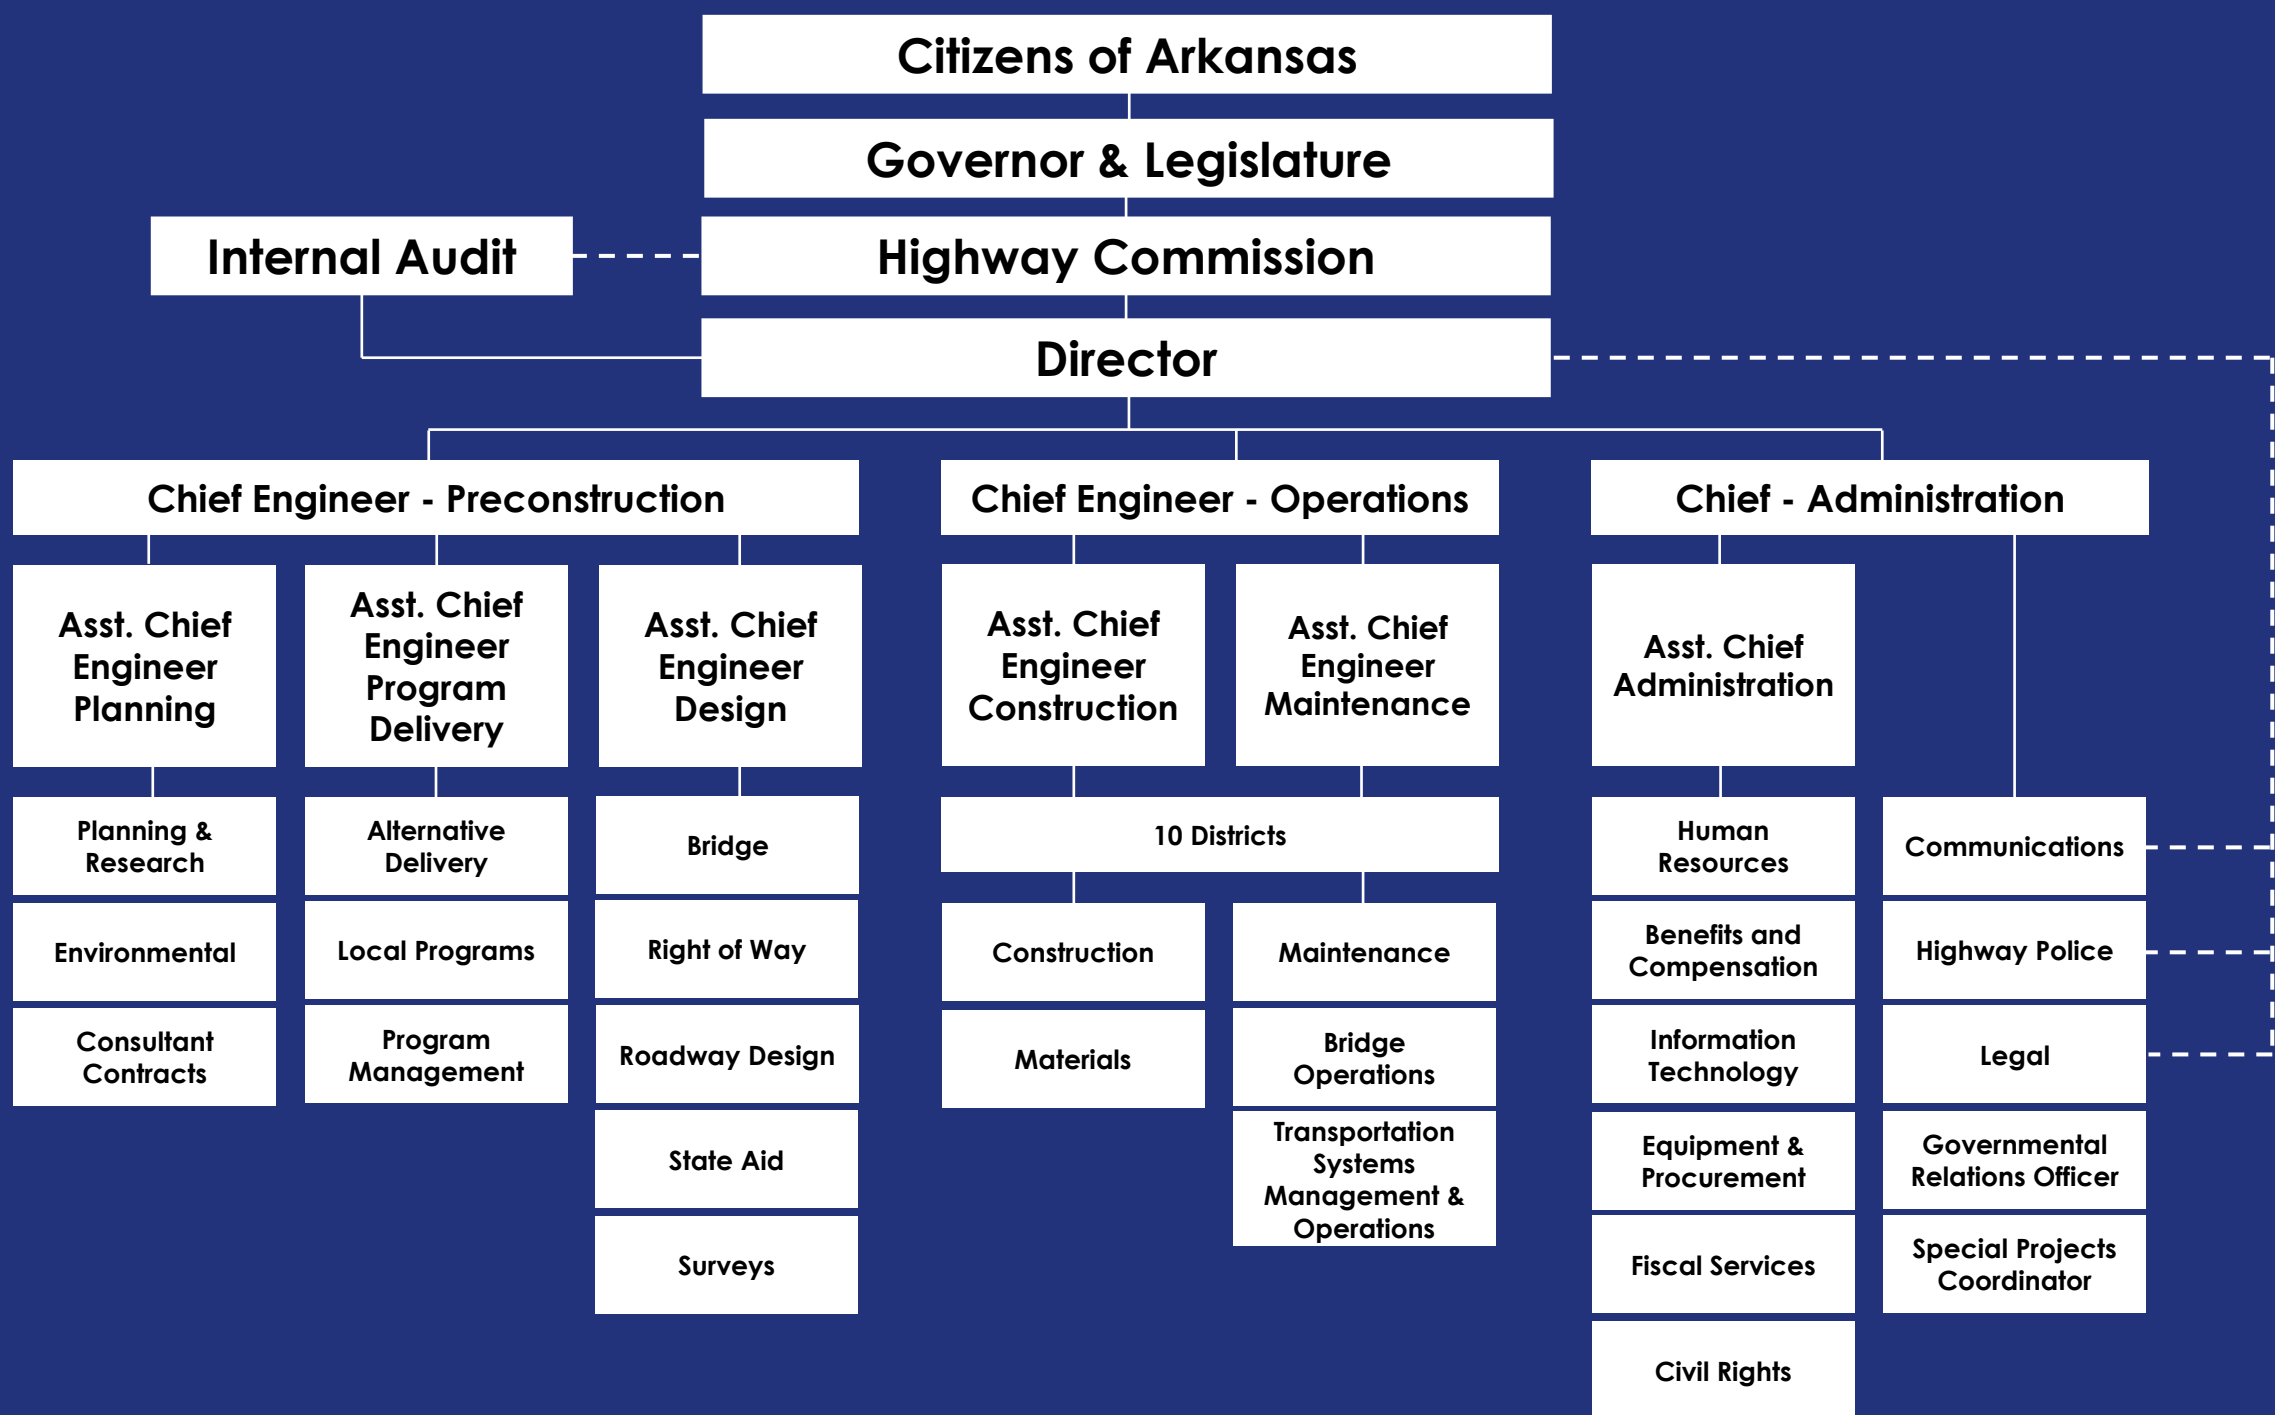 Citizens of Arkansas
Governor & Legislature
Internal Audit
Highway Commission
Director
Chief Engineer - Preconstruction
Chief Engineer - Operations
Chief - Administration
Asst. Chief
Engineer
Planning
Asst. Chief
Engineer
Program
Delivery
Asst. Chief
Engineer
Design
Asst. Chief
Engineer
Construction
Asst. Chief
Engineer
Maintenance
Asst. Chief
Administration
Planning &
Research
Environmental
Consultant
Contracts
Alternative
Delivery
Local Programs
Program
Management
Bridge
Right of Way
Roadway Design
State Aid
Surveys
10 Districts
Construction
Materials
Maintenance
Bridge
Operations
Transportation
Systems
Management &
Operations
Human
Resources
Benefits and
Compensation
Information
Technology
Equipment &
Procurement
Fiscal Services
Civil Rights
Communications
Highway Police
Legal
Governmental
Relations Officer
Special Projects
Coordinator